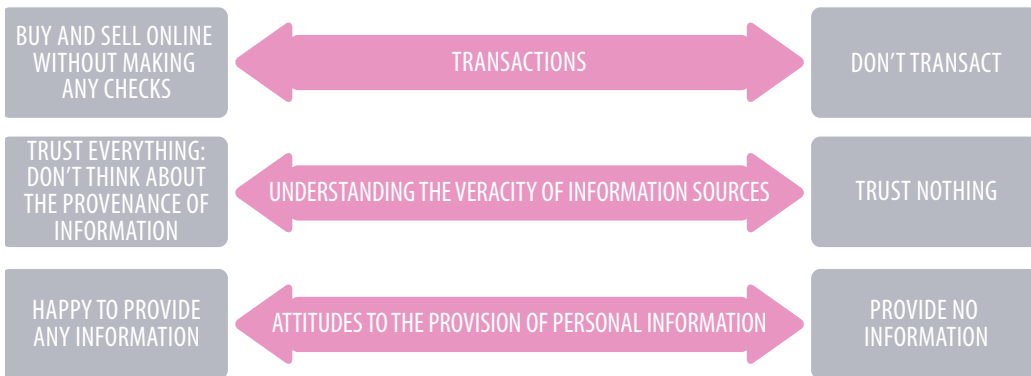 BUY AND SELL ONLINE
WITHOUT MAKING
ANY CHECKS
TRANSACTIONS
DON'T TRANSACT
TRUST EVERYTHING:
DON'T THINK ABOUT
THE PROVENANCE OF
INFORMATION
UNDERSTANDING THE VERACITY OF INFORMATION SOURCES
TRUST NOTHING
HAPPY TO PROVIDE
ANY INFORMATION
ATTITUDES TO THE PROVISION OF PERSONAL INFORMATION
PROVIDE NO
INFORMATION